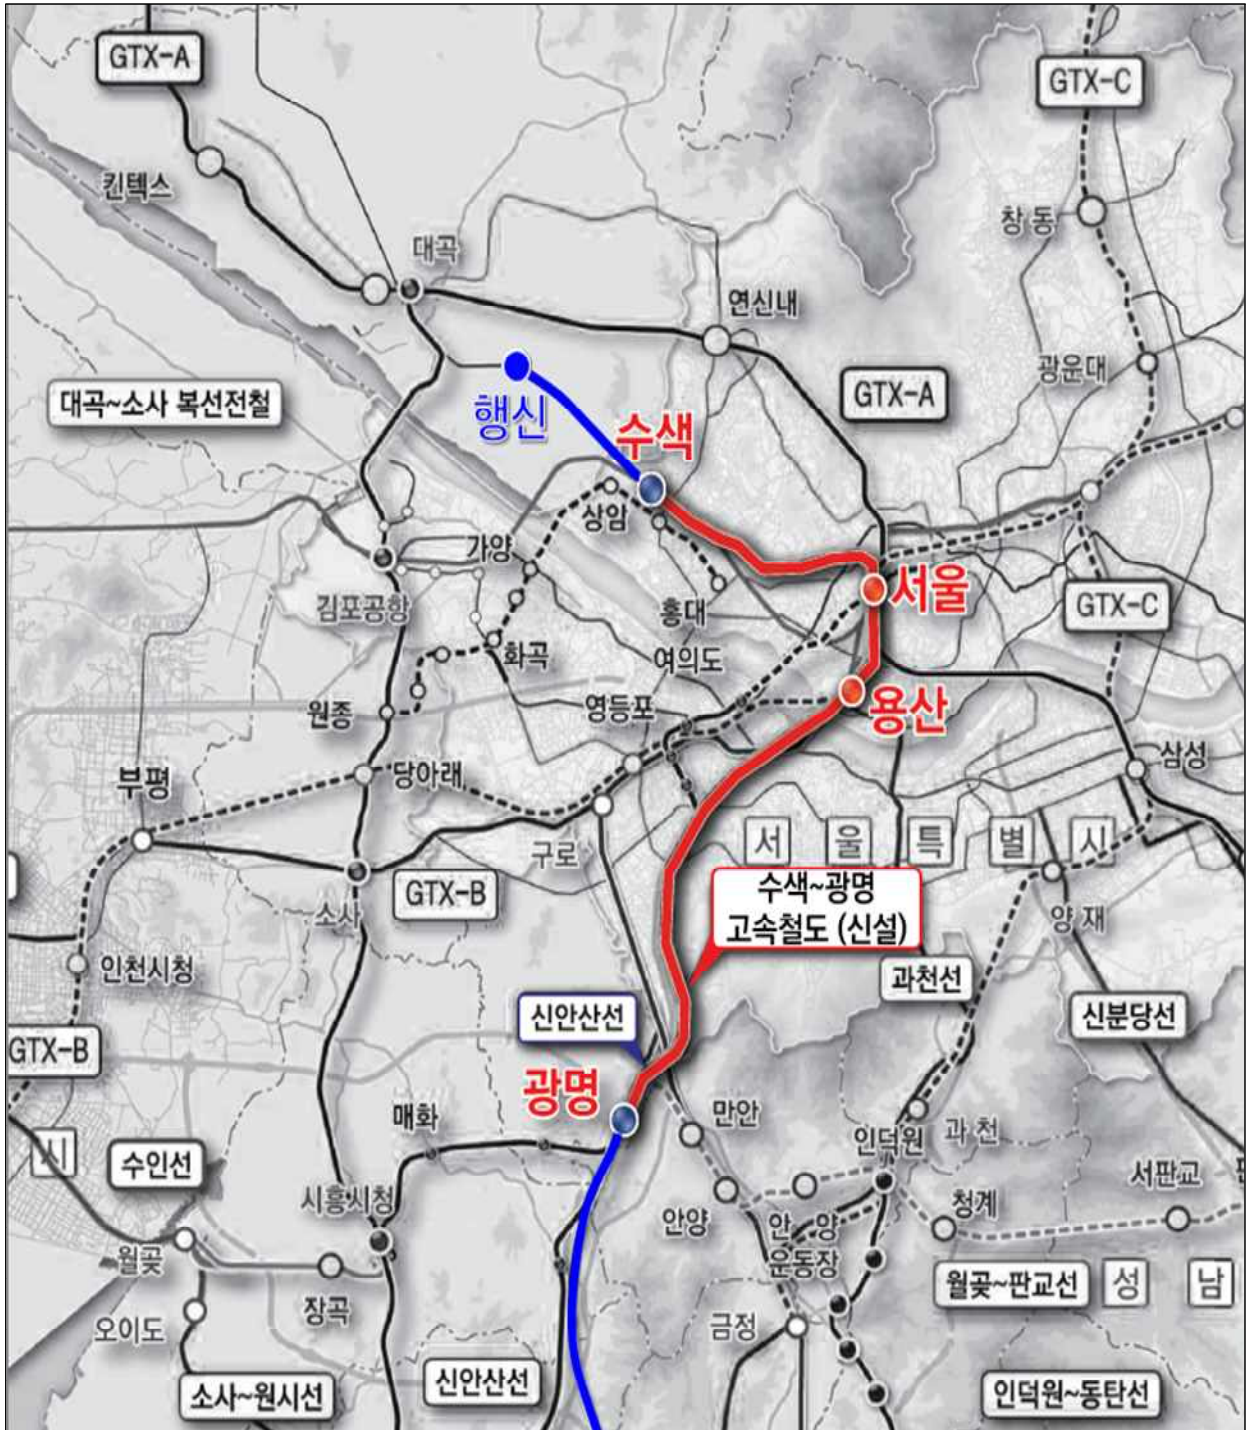 GTX-A
GTX-C
킨텍스
창동
대곡
연신내
광운대
GTX-A
대곡~소사 복선전철
행신
수색
상암
가양
서울
김포공항
홍대
GTX-C
화곡
여의도
원종
영등포
용산
부평
당아래
삼성
구로
서 울 특 별 시
GTX-B
수색~광명
고속철도 (신설)
소사
양재
인천시청
과천선
신안산선
신분당선
GTX-B
광명
매화
만안
인덕원
과천
시
수인선
시흥시청
서판교
안양
안양
운동장
청계
월곶
월곶~판교선
성 남
장곡
오이도
금정
소사~원시선
신안산선
인덕원~동탄선